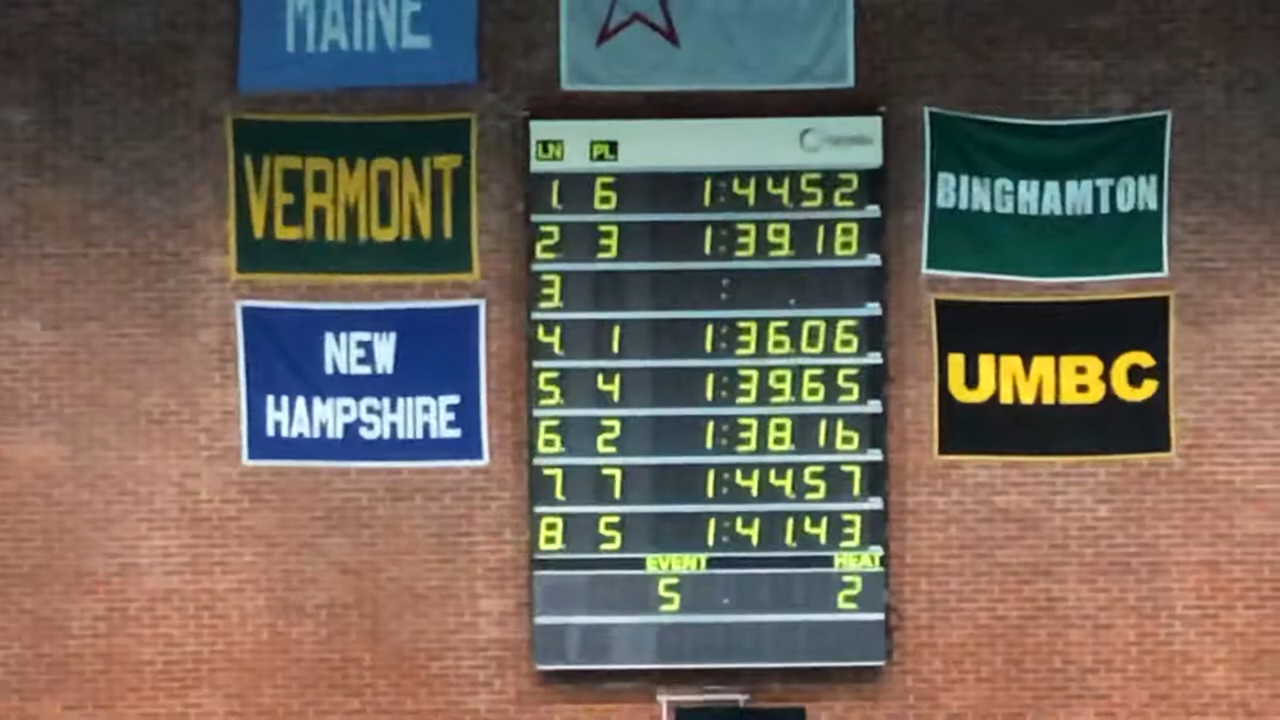 MAINE
LN PL
1. 6 1:44.52
2. 3 1:39.18
3. : .
4. 1 1:36.06
5. 4 1:39.65
6. 2 1:38.16
7. 7 1:44.57
8. 5 1:41.43
EVENT HEAT
5 2
VERMONT
NEW
HAMPSHIRE
BINGHAMTON
UMBC